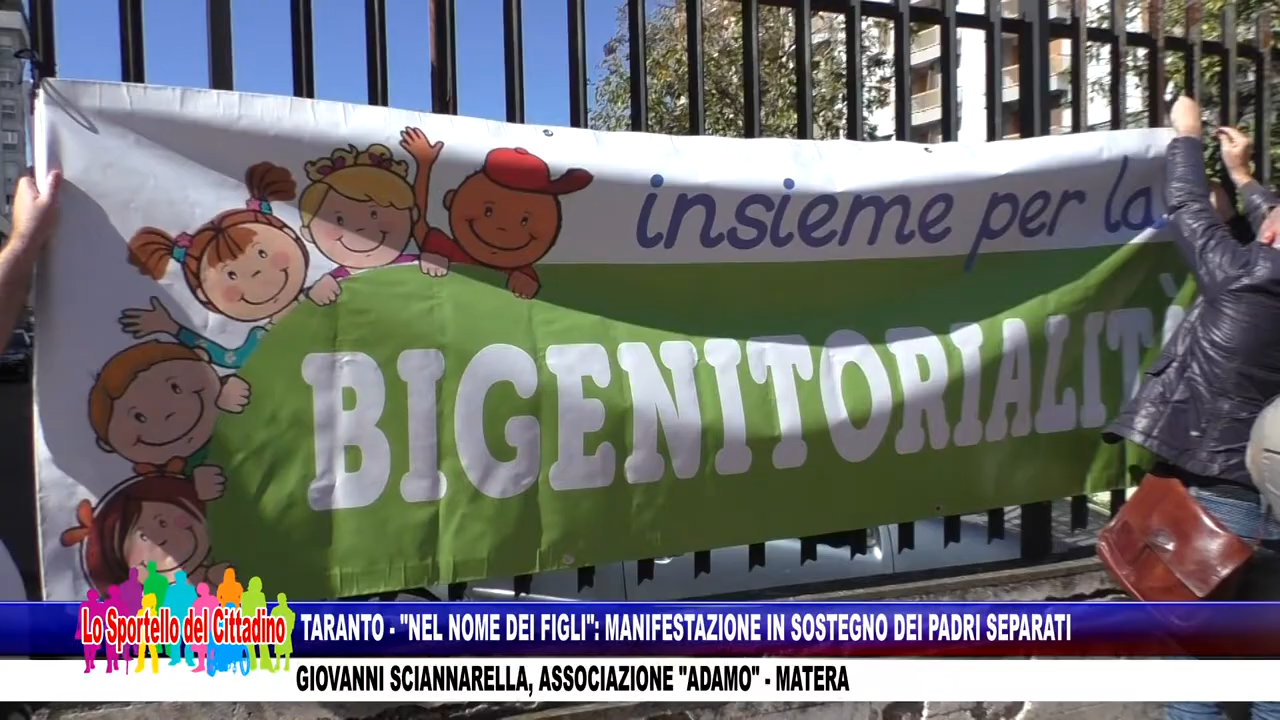 insieme per la
BIGENITORIALITÀ
Lo Sportello del Cittadino
TARANTO - "NEL NOME DEI FIGLI": MANIFESTAZIONE IN SOSTEGNO DEI PADRI SEPARATI
GIOVANNI SCIANNARELLA, ASSOCIAZIONE "ADAMO" - MATERA